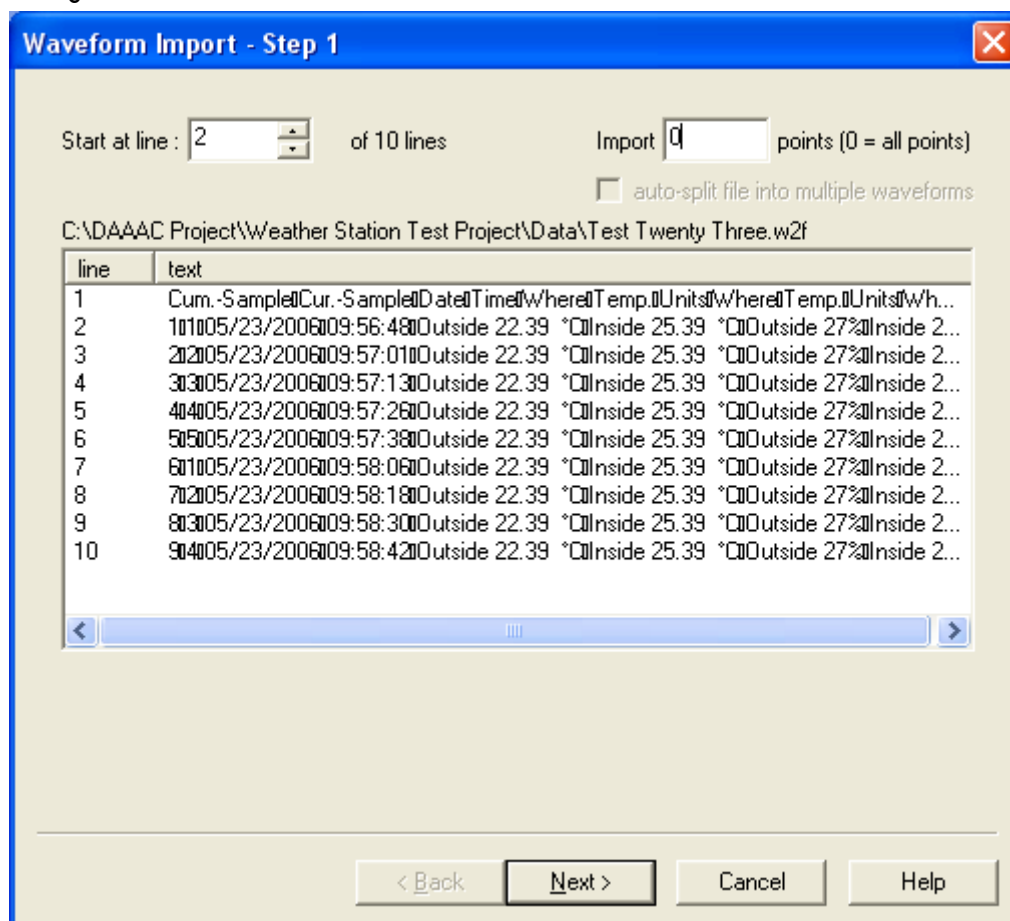 Waveform Import - Step 1
Start at line : 2 of 10 lines Import 0 points (0 = all points)
auto-split file into multiple waveforms
C:\DAAAC Project\Weather Station Test Project\Data\Test Twenty Three.w2f
line text
1 Cum.-Sample▯Cur.-Sample▯Date▯Time▯Where▯Temp.▯Units▯Where▯Temp.▯Units▯Wh...
2 1▯1▯05/23/2006▯09:56:48▯Outside 22.39 °C▯Inside 25.39 °C▯Outside 27%▯Inside 2...
3 2▯2▯05/23/2006▯09:57:01▯Outside 22.39 °C▯Inside 25.39 °C▯Outside 27%▯Inside 2...
4 3▯3▯05/23/2006▯09:57:13▯Outside 22.39 °C▯Inside 25.39 °C▯Outside 27%▯Inside 2...
5 4▯4▯05/23/2006▯09:57:26▯Outside 22.39 °C▯Inside 25.39 °C▯Outside 27%▯Inside 2...
6 5▯5▯05/23/2006▯09:57:38▯Outside 22.39 °C▯Inside 25.39 °C▯Outside 27%▯Inside 2...
7 6▯1▯05/23/2006▯09:58:06▯Outside 22.39 °C▯Inside 25.39 °C▯Outside 27%▯Inside 2...
8 7▯2▯05/23/2006▯09:58:18▯Outside 22.39 °C▯Inside 25.39 °C▯Outside 27%▯Inside 2...
9 8▯3▯05/23/2006▯09:58:30▯Outside 22.39 °C▯Inside 25.39 °C▯Outside 27%▯Inside 2...
10 9▯4▯05/23/2006▯09:58:42▯Outside 22.39 °C▯Inside 25.39 °C▯Outside 27%▯Inside 2...
< Back Next > Cancel Help